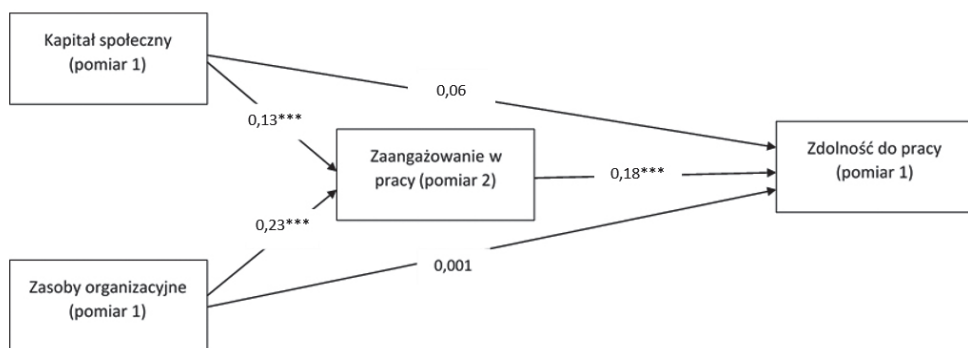 Kapitał społeczny
(pomiar 1)
0,06
0,13***
Zaangażowanie w
pracy (pomiar 2)
0,18***
Zdolność do pracy
(pomiar 1)
0,23***
0,001
Zasoby organizacyjne
(pomiar 1)